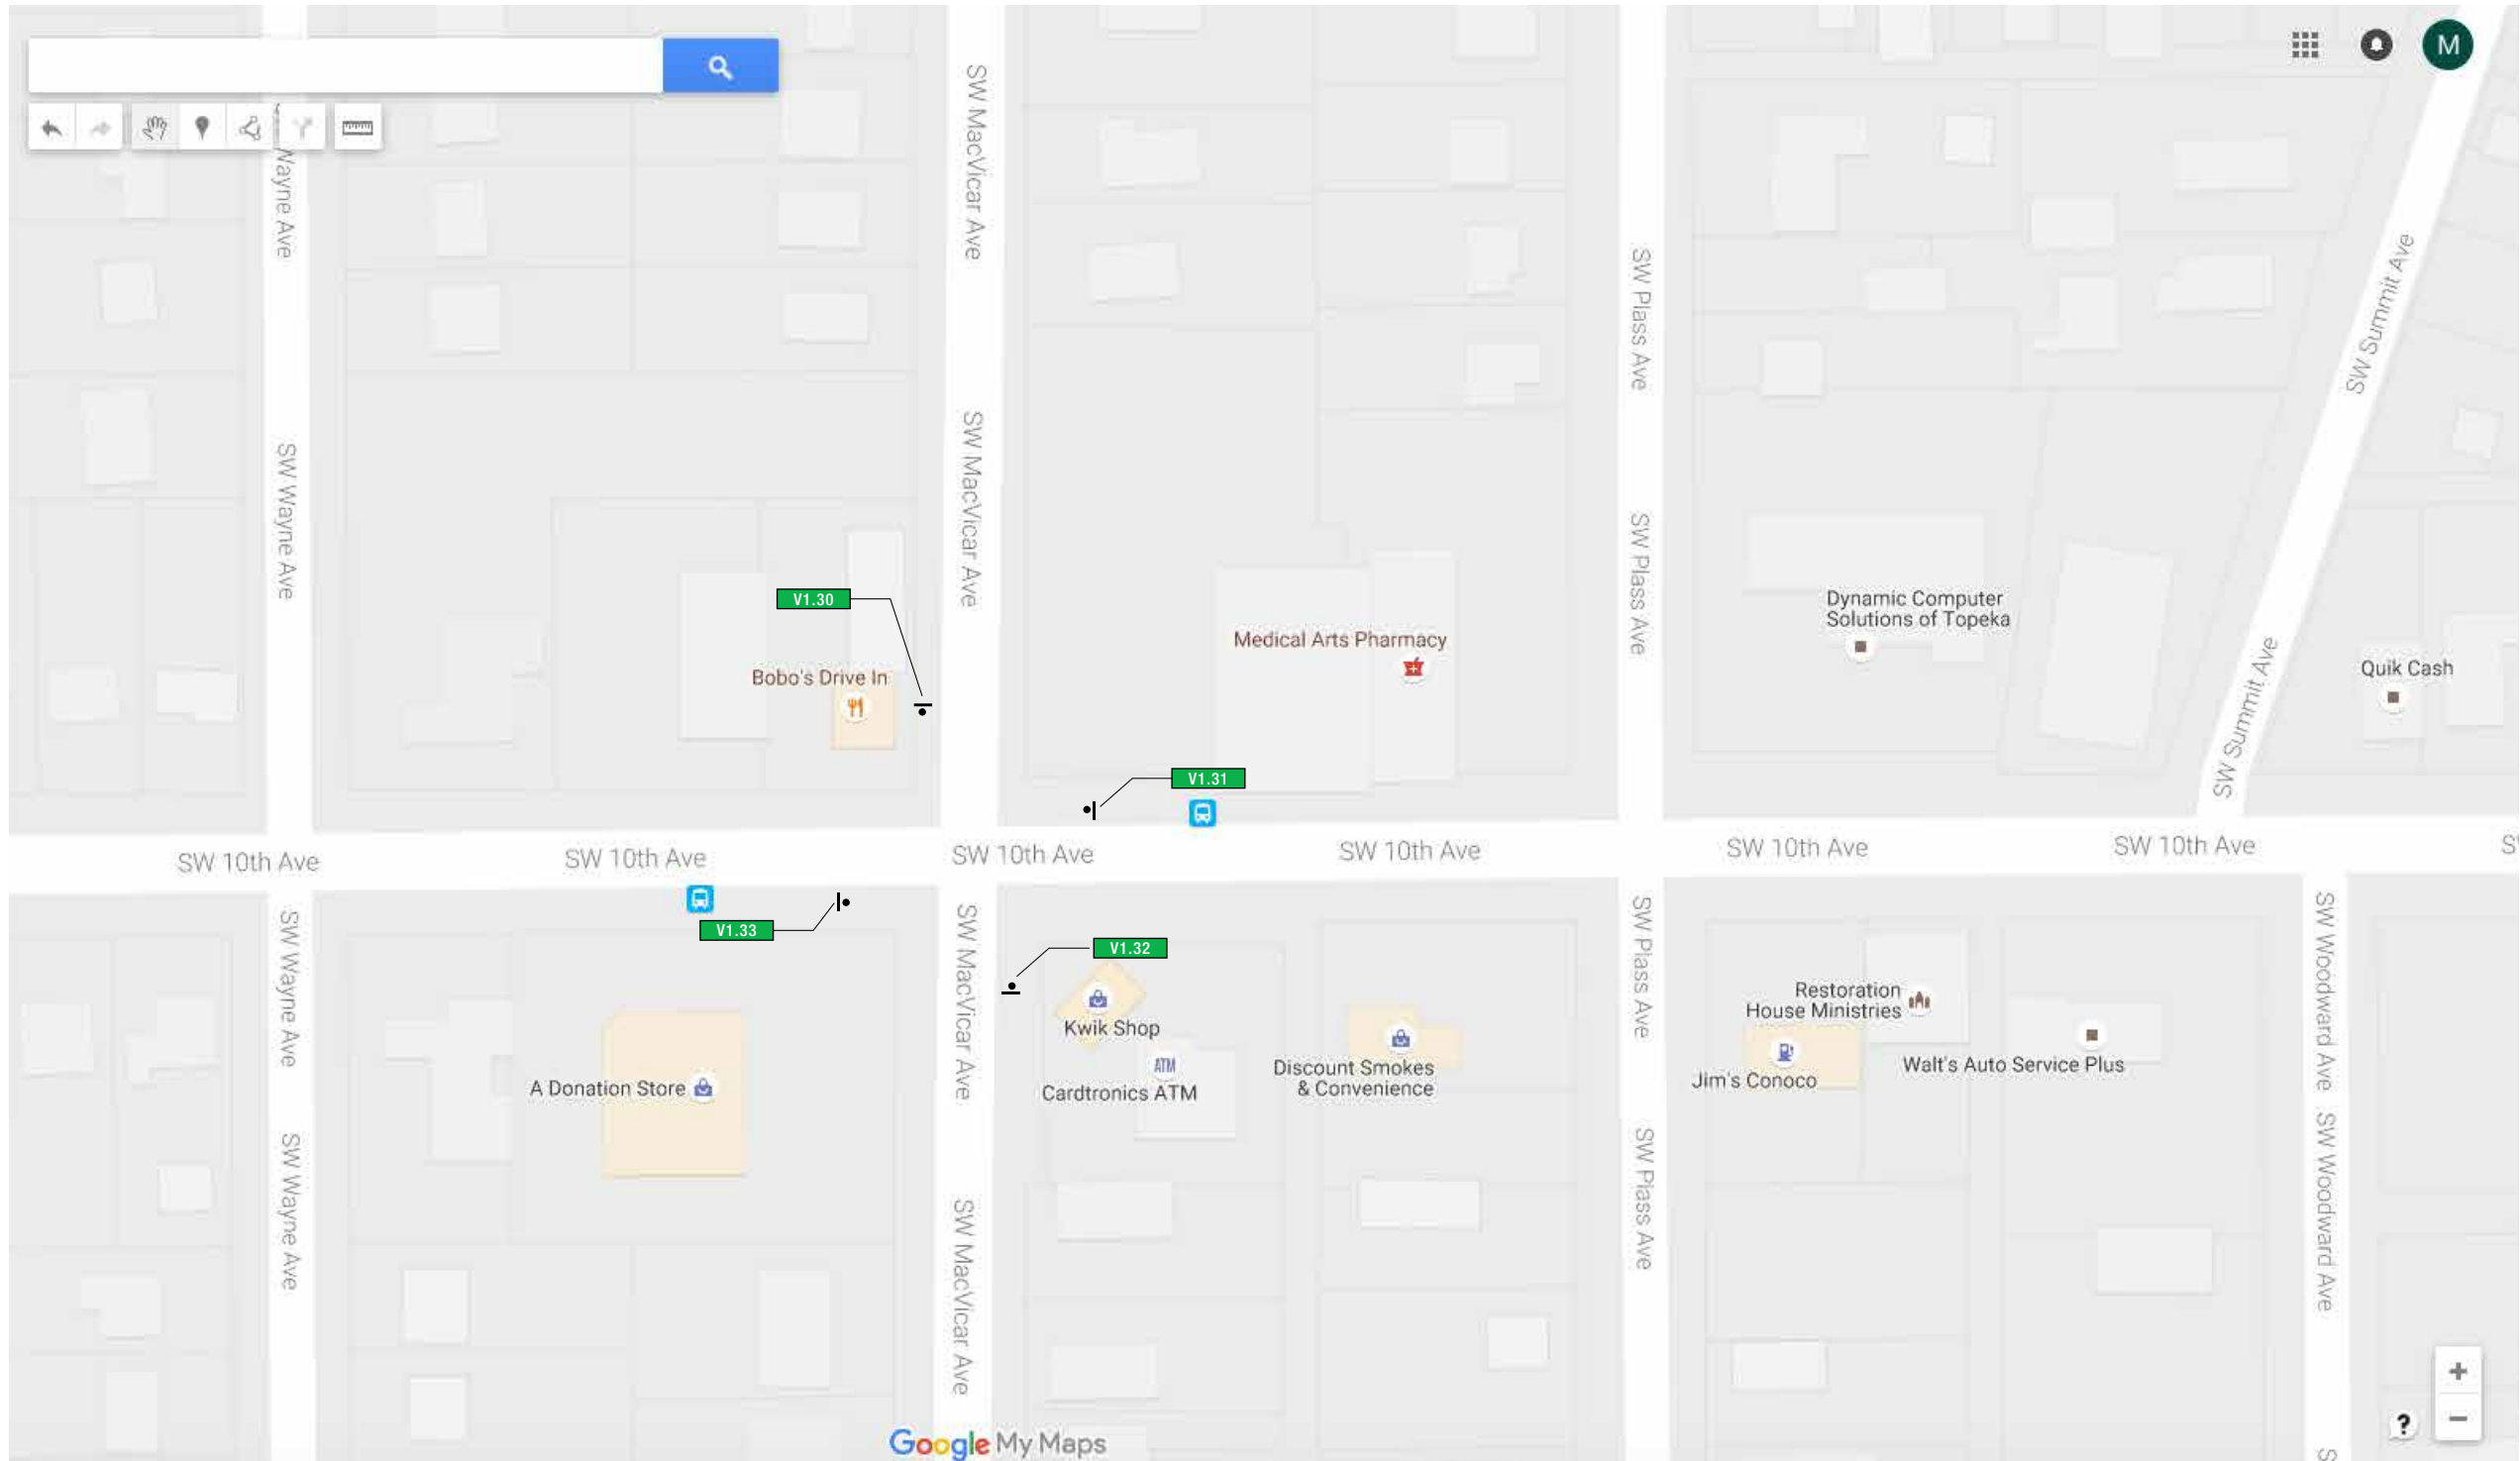 M
SW MacVicar Ave
Wayne Ave
SW Summit Ave
SW Plass Ave
SW MacVicar Ave
SW Wayne Ave
SW Plass Ave
V1.30
Dynamic Computer
Solutions of Topeka
Medical Arts Pharmacy
Bobo's Drive In
Quik Cash
SW Summit Ave
V1.31
SW 10th Ave
SW 10th Ave
SW 10th Ave
SW 10th Ave
SW 10th Ave
SW 10th Ave
S
V1.33
V1.32
SW Wayne Ave
SW MacVicar Ave
SW Plass Ave
SW Woodward Ave
Restoration
House Ministries
Kwik Shop
Walt's Auto Service Plus
Discount Smokes
& Convenience
Jim's Conoco
A Donation Store
ATM
Cardtronics ATM
SW Wayne Ave
SW MacVicar Ave
SW Plass Ave
SW Woodward Ave
+
−
?
Google My Maps
S